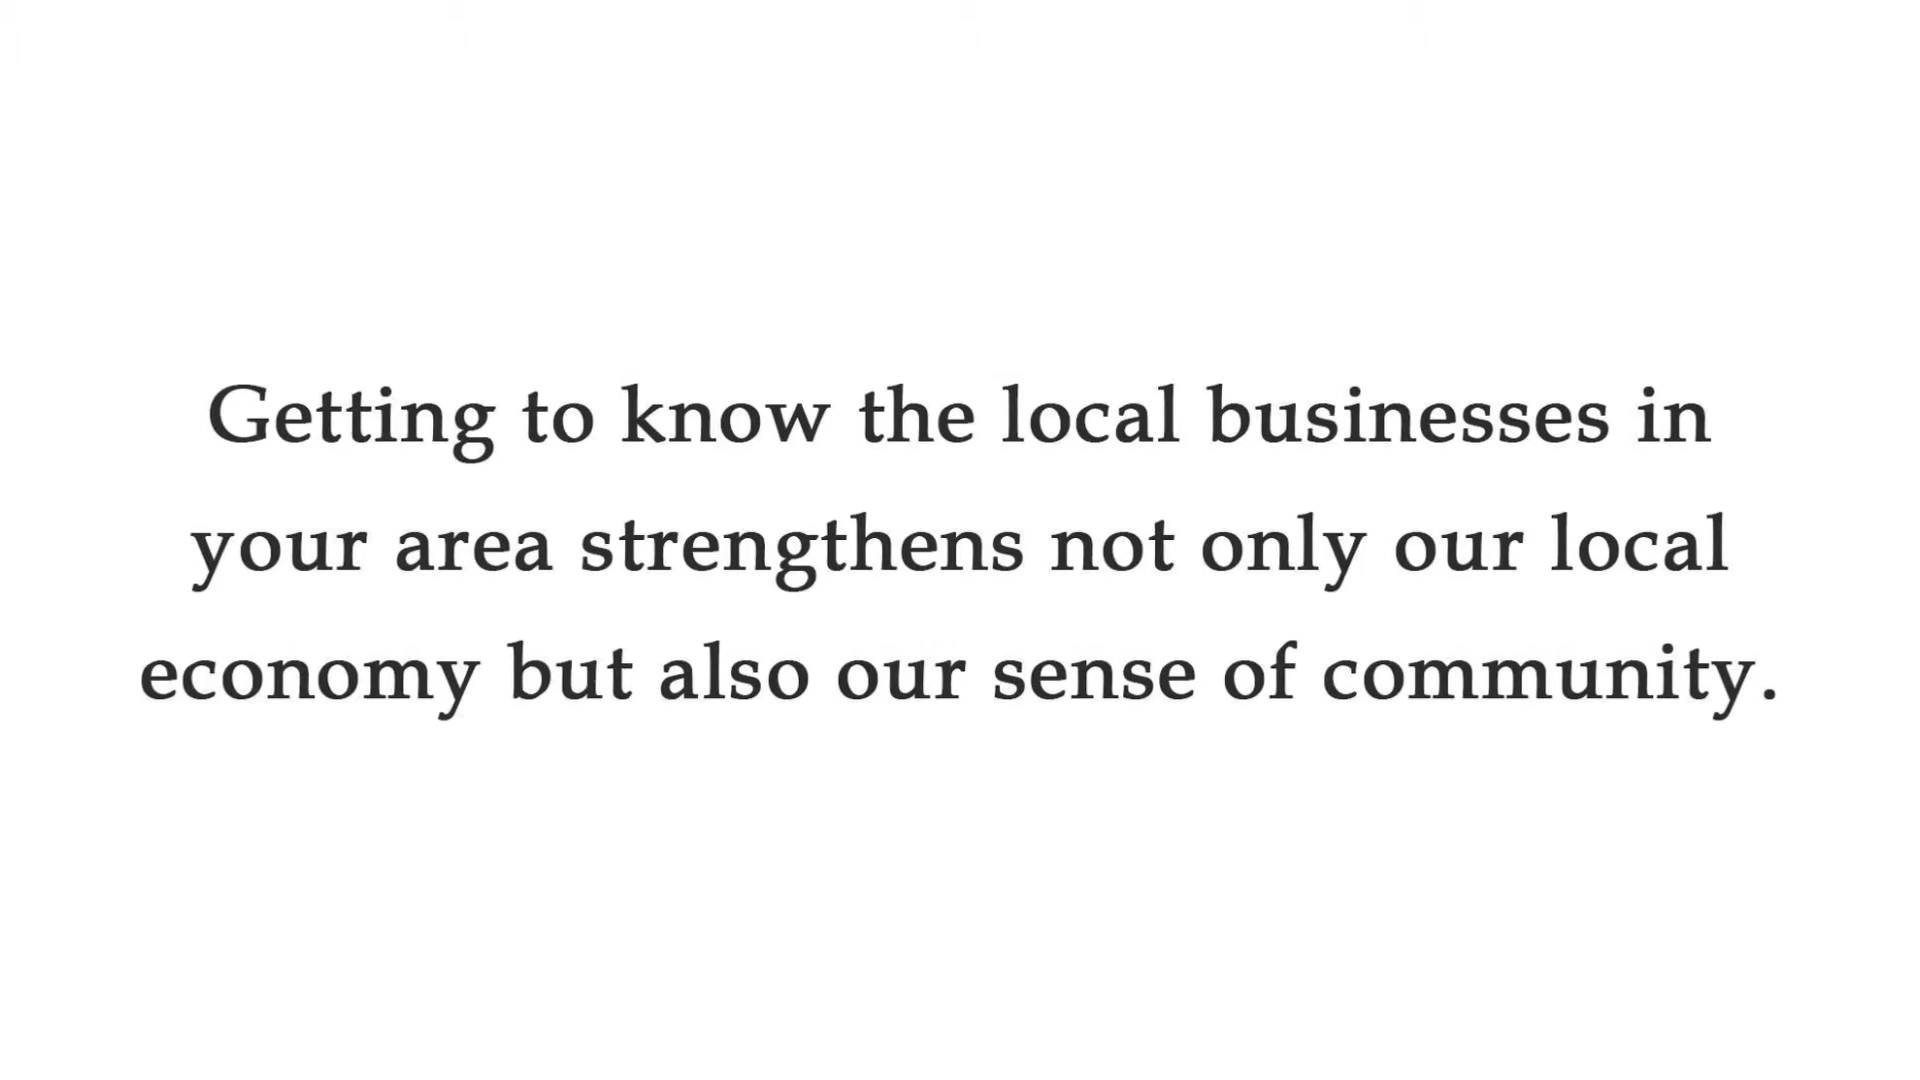 Getting to know the local businesses in
your area strengthens not only our local
economy but also our sense of community.